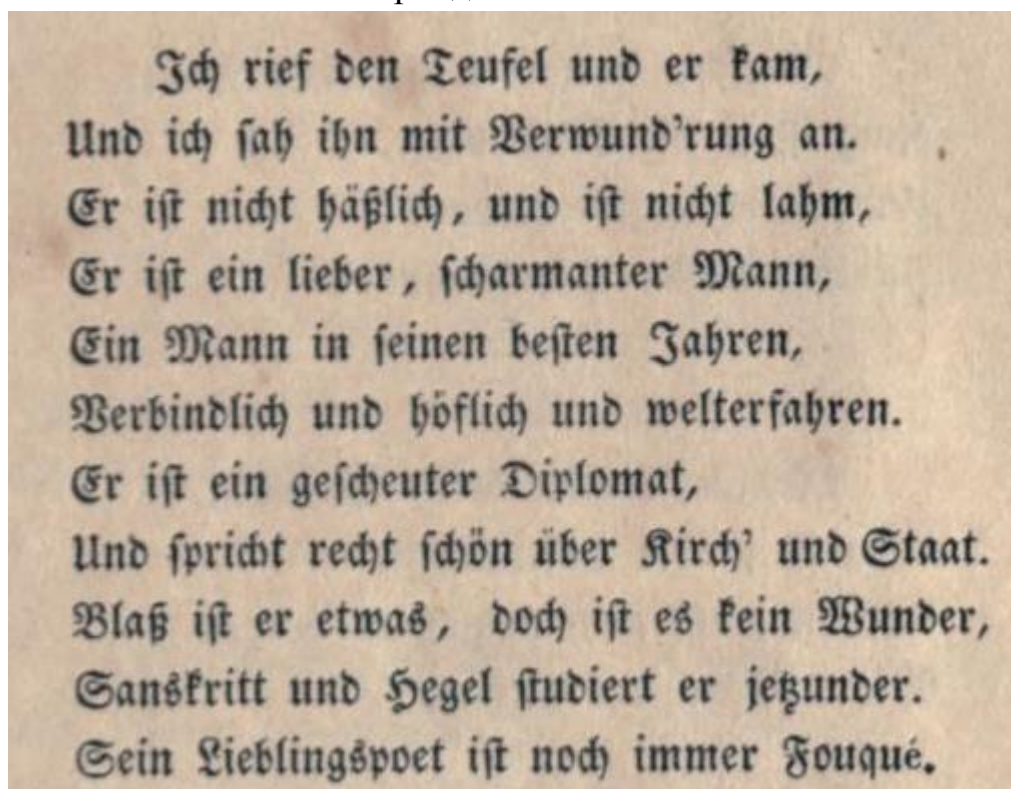 Ich rief den Teufel und er kam,
Und ich sah ihn mit Verwund'rung an.
Er ist nicht häßlich, und ist nicht lahm,
Er ist ein lieber, scharmanter Mann,
Ein Mann in seinen besten Jahren,
Verbindlich und höflich und welterfahren.
Er ist ein gescheuter Diplomat,
Und spricht recht schön über Kirch' und Staat.
Blaß ist er etwas, doch ist es kein Wunder,
Sanskritt und Hegel studiert er jetzunder.
Sein Lieblingspoet ist noch immer Fouqué.